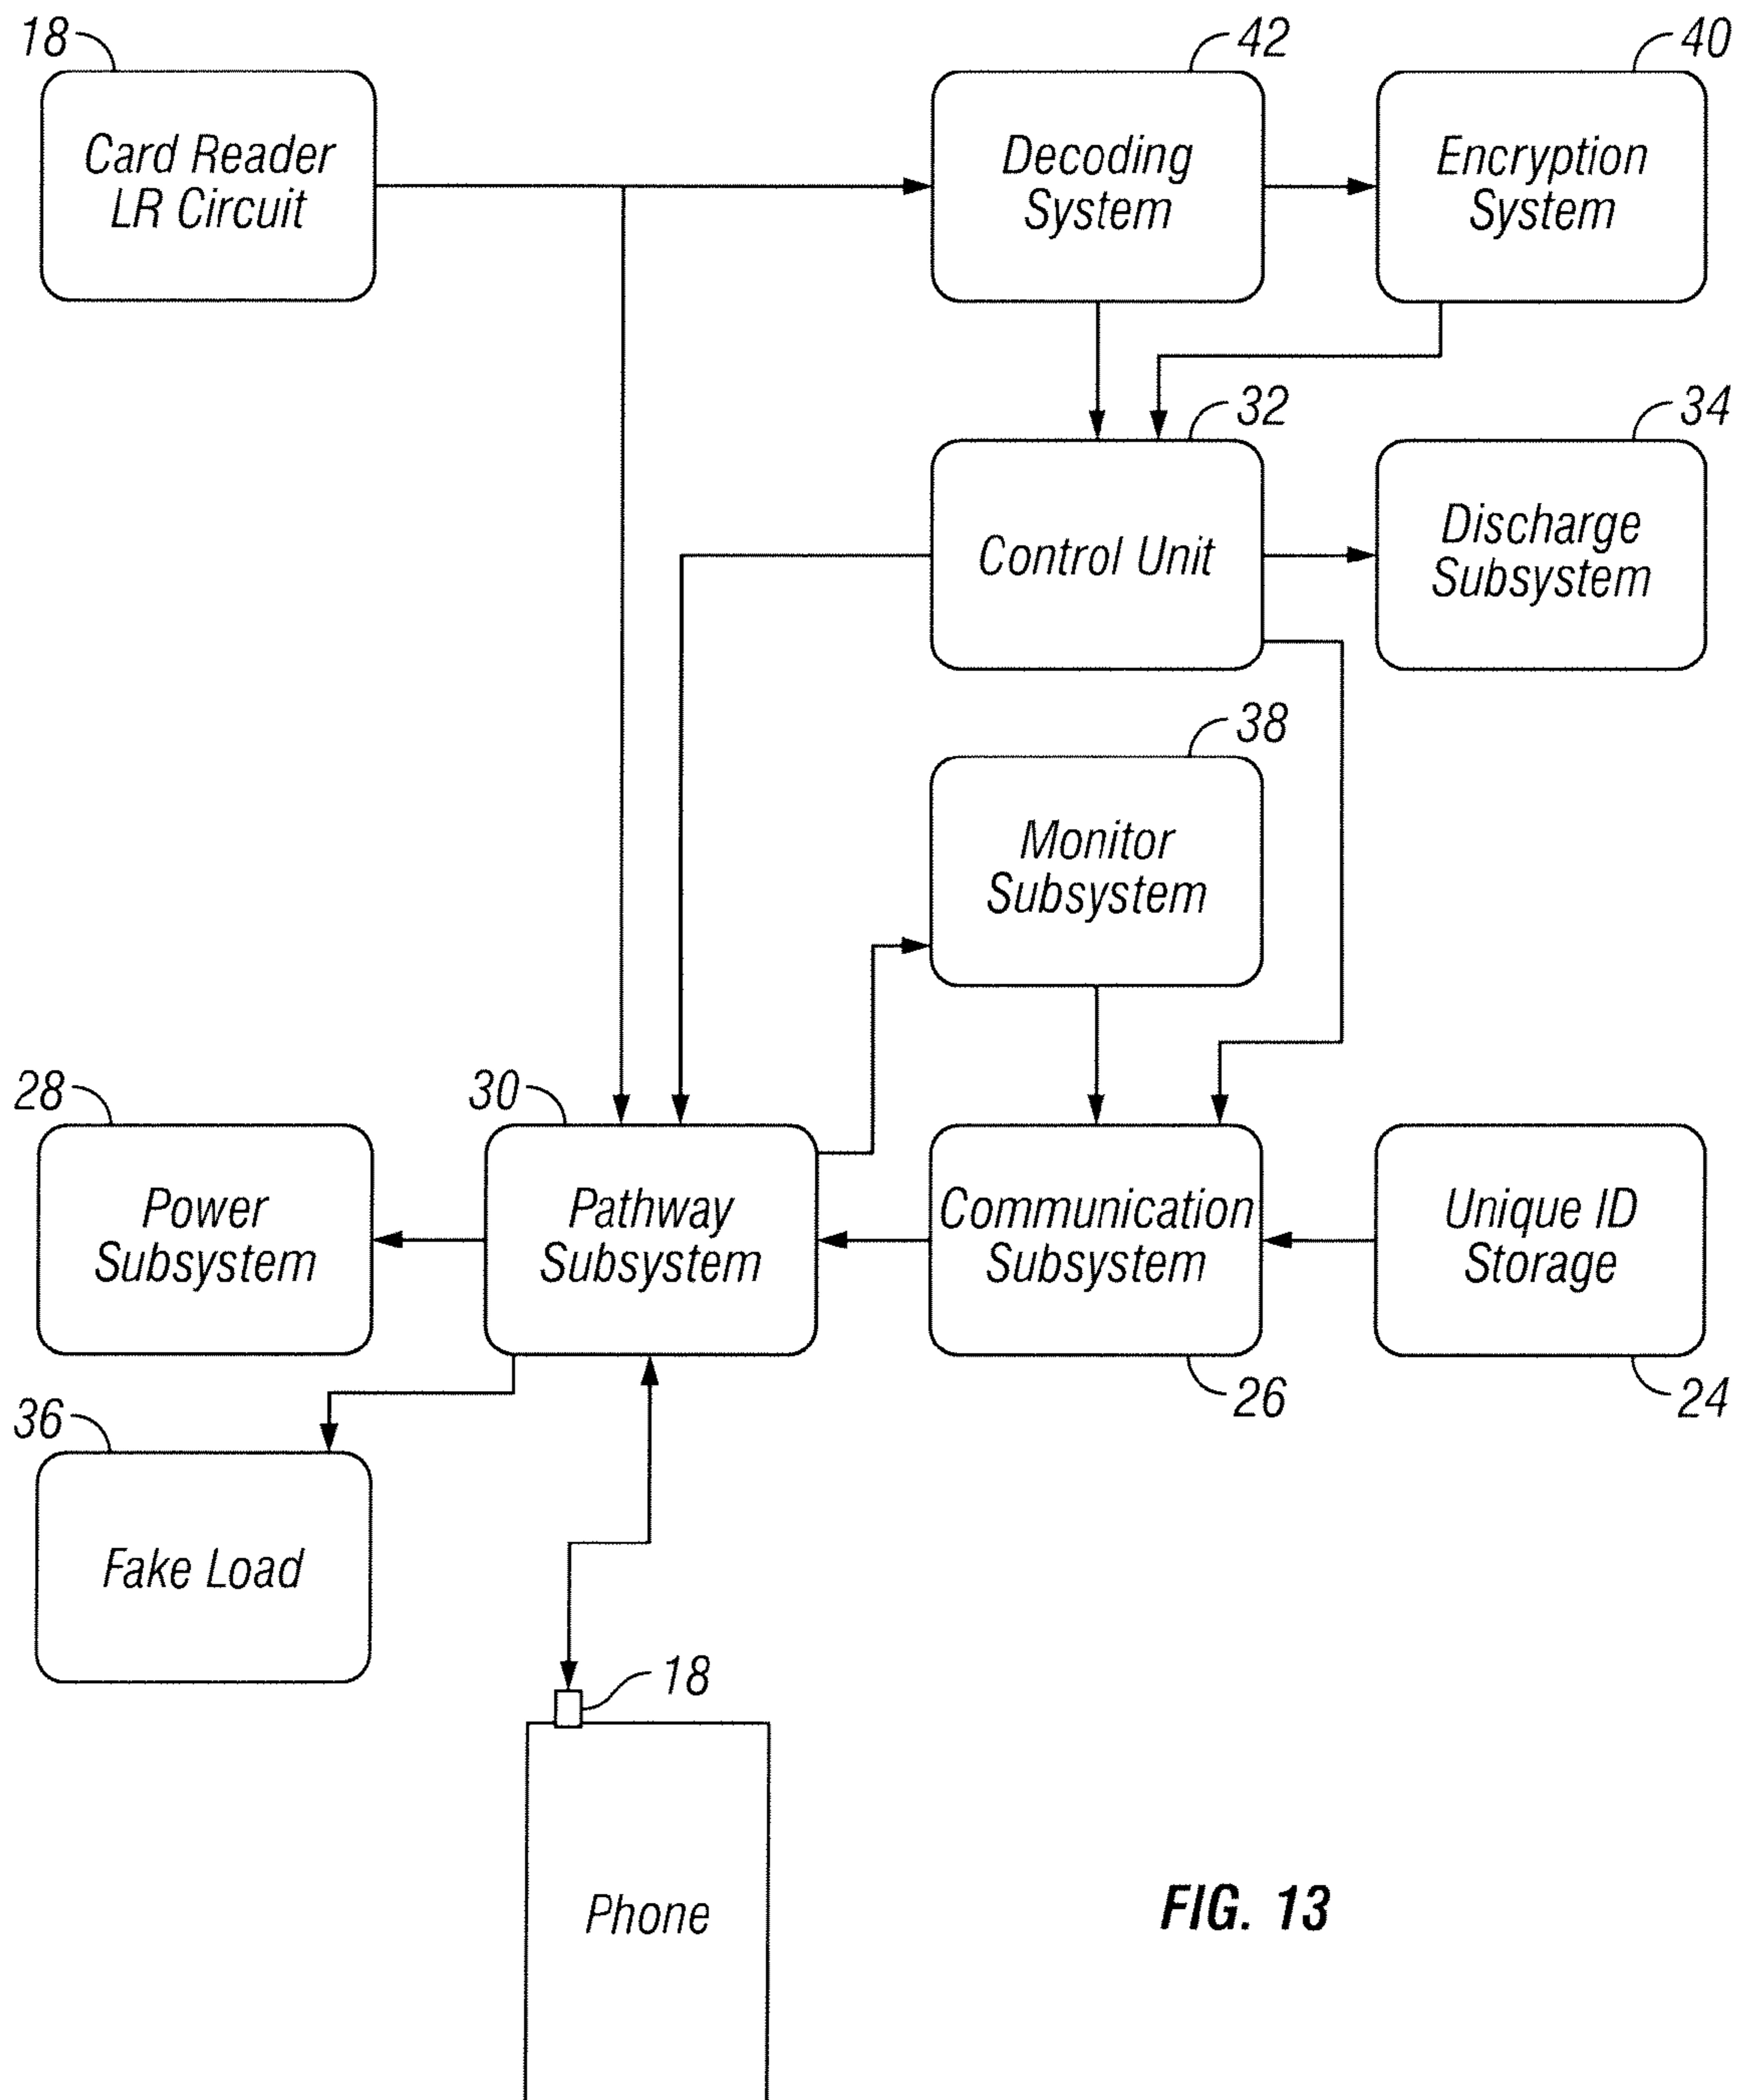 18
42
40
Card Reader
LR Circuit
Decoding
System
Encryption
System
32
34
Control Unit
Discharge
Subsystem
38
Monitor
Subsystem
28
30
Power
Subsystem
Pathway
Subsystem
Communication
Subsystem
Unique ID
Storage
26
24
36
Fake Load
18
Phone
FIG. 13